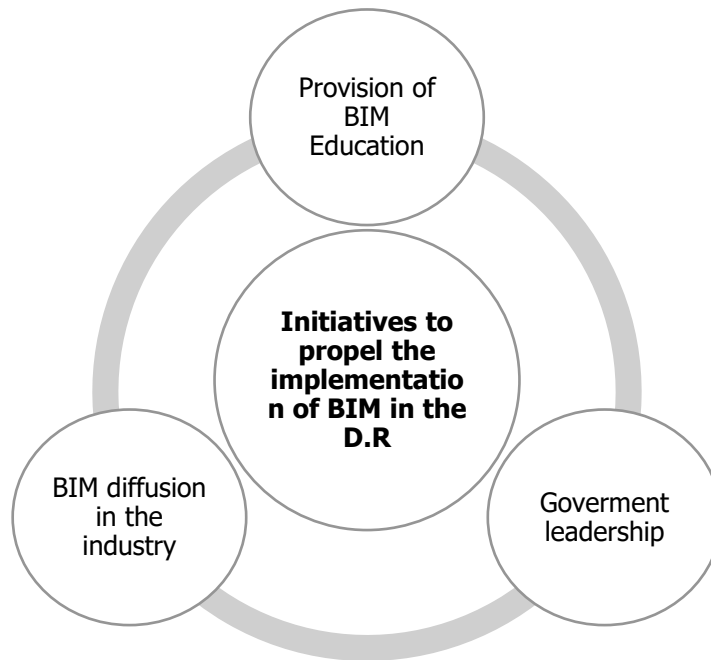 Provision of
BIM
Education
Initiatives to
propel the
implementatio
n of BIM in the
D.R
BIM diffusion
in the
industry
Goverment
leadership